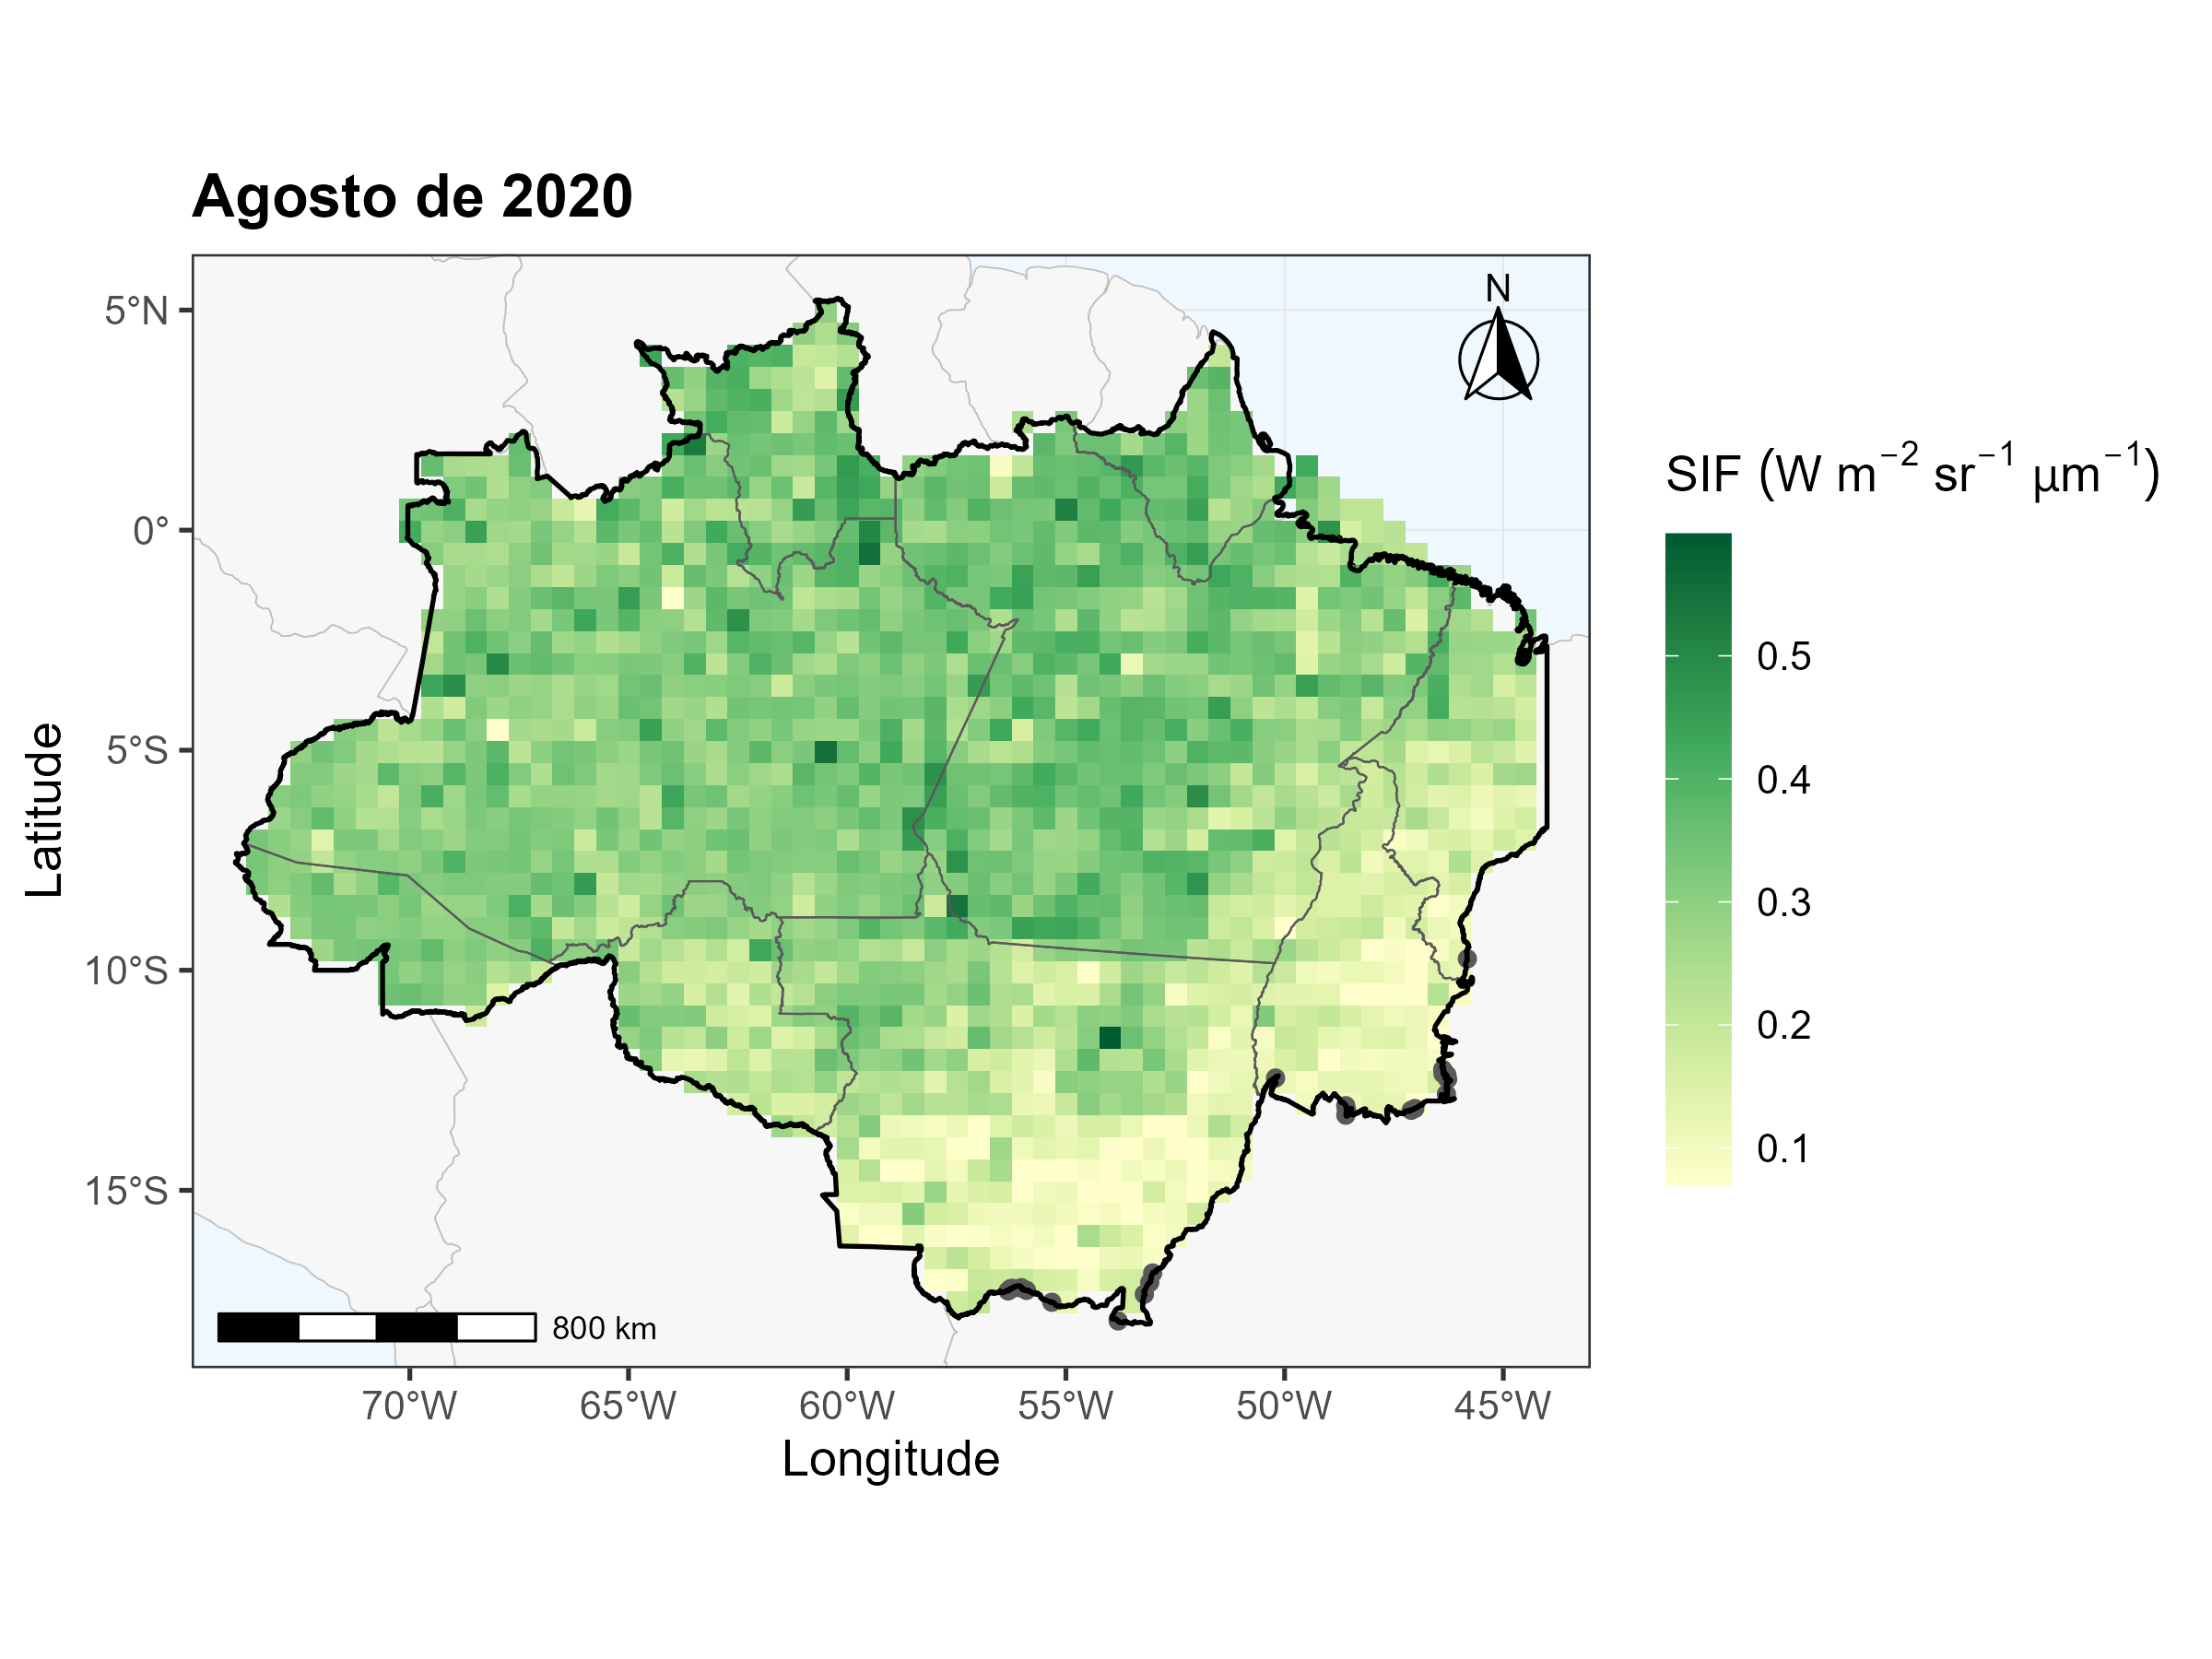 Agosto de 2020
N
5°N
0°
5°S
10°S
15°S
Latitude
800 km
70°W 65°W 60°W 55°W 50°W 45°W
Longitude
SIF (W m⁻² sr⁻¹ µm⁻¹)
0.5
0.4
0.3
0.2
0.1